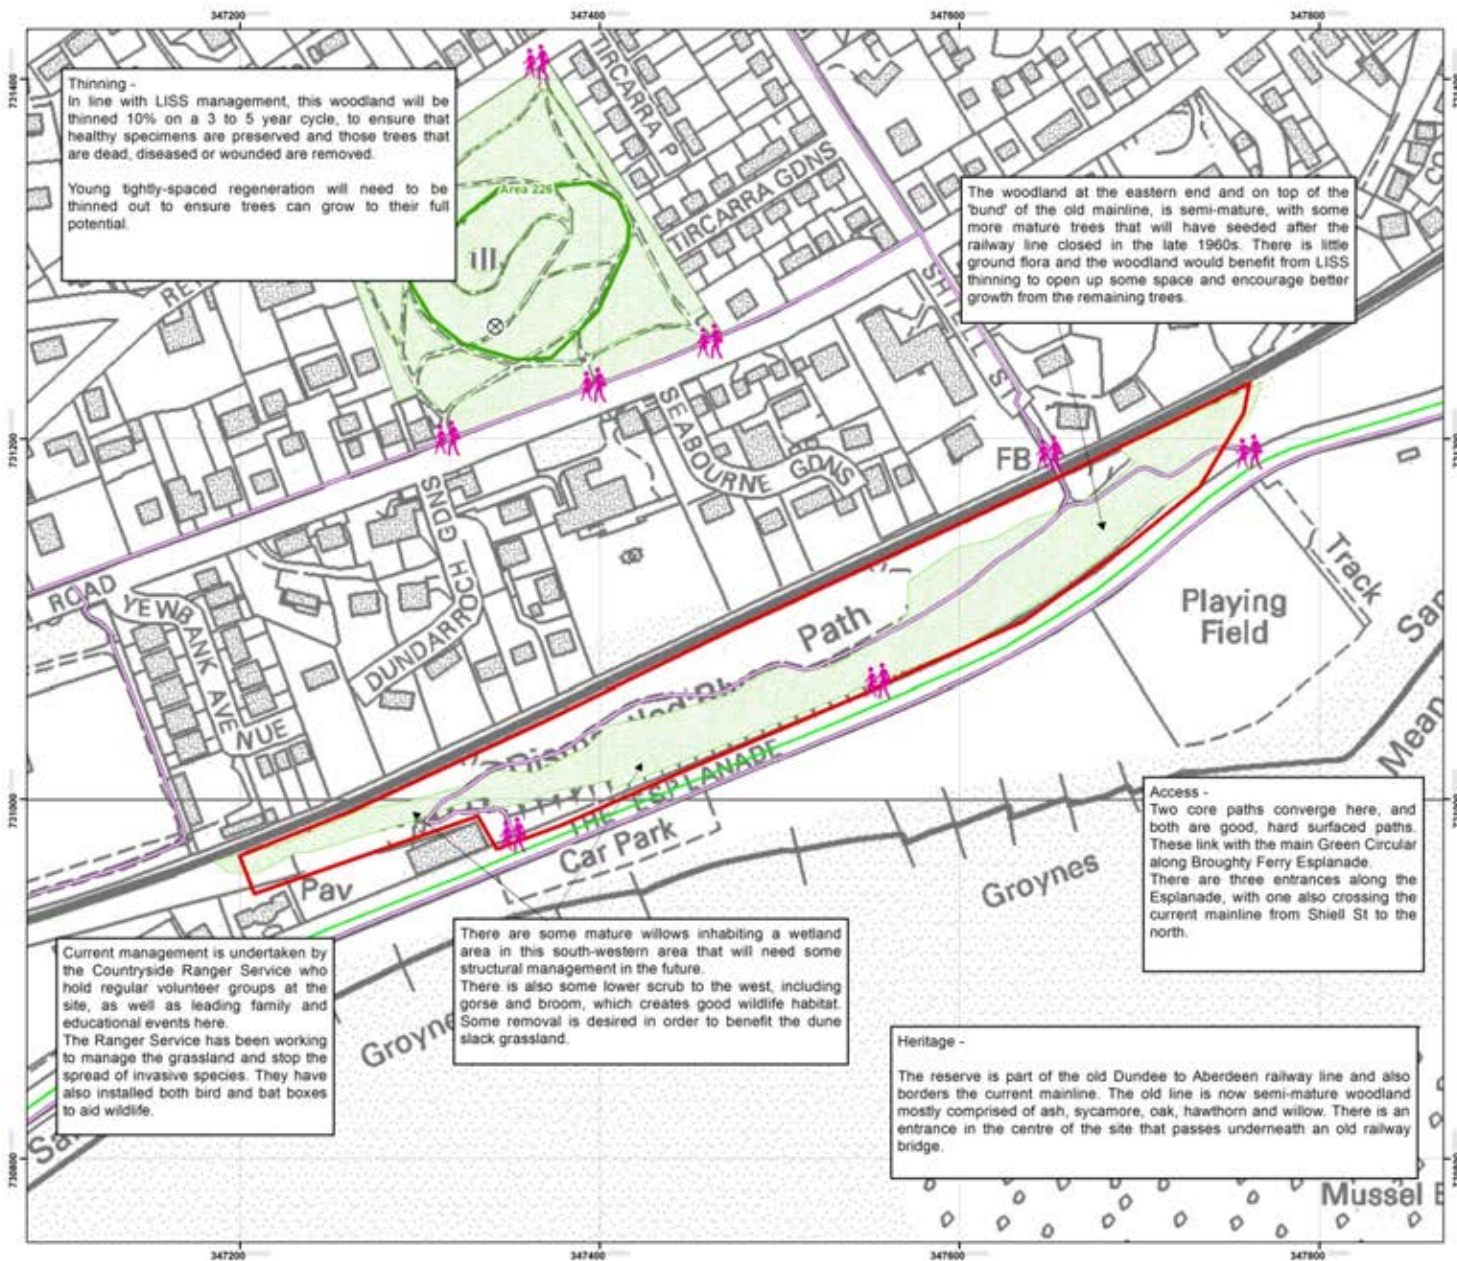 347200
347400
347600
347800
731400
731200
731000
730800
Thinning -
In line with LISS management, this woodland will be
thinned 10% on a 3 to 5 year cycle, to ensure that
healthy specimens are preserved and those trees that
are dead, diseased or wounded are removed.
Young tightly-spaced regeneration will need to be
thinned out to ensure trees can grow to their full
potential.
TIRCARRA P
TIRCARRA GDNS
Area 226
The woodland at the eastern end and on top of the
'bund' of the old mainline, is semi-mature, with some
more mature trees that will have seeded after the
railway line closed in the late 1960s. There is little
ground flora and the woodland would benefit from LISS
thinning to open up some space and encourage better
growth from the remaining trees.
SHIELL ST
SEABOURNE GDNS
FB
DUNDARROCH GDNS
ROAD
YEWBANK AVENUE
Path
Playing
Field
Track
THE ESPLANADE
Car Park
Pav
Groynes
Mean
Access -
Two core paths converge here, and
both are good, hard surfaced paths.
These link with the main Green Circular
along Broughty Ferry Esplanade.
There are three entrances along the
Esplanade, with one also crossing the
current mainline from Shiell St to the
north.
There are some mature willows inhabiting a wetland
area in this south-western area that will need some
structural management in the future.
There is also some lower scrub to the west, including
gorse and broom, which creates good wildlife habitat.
Some removal is desired in order to benefit the dune
slack grassland.
Current management is undertaken by
the Countryside Ranger Service who
hold regular volunteer groups at the
site, as well as leading family and
educational events here.
The Ranger Service has been working
to manage the grassland and stop the
spread of invasive species. They have
also installed both bird and bat boxes
to aid wildlife.
Groyne
Heritage -
The reserve is part of the old Dundee to Aberdeen railway line and also
borders the current mainline. The old line is now semi-mature woodland
mostly comprised of ash, sycamore, oak, hawthorn and willow. There is an
entrance in the centre of the site that passes underneath an old railway
bridge.
Mussel
347200
347400
347600
347800